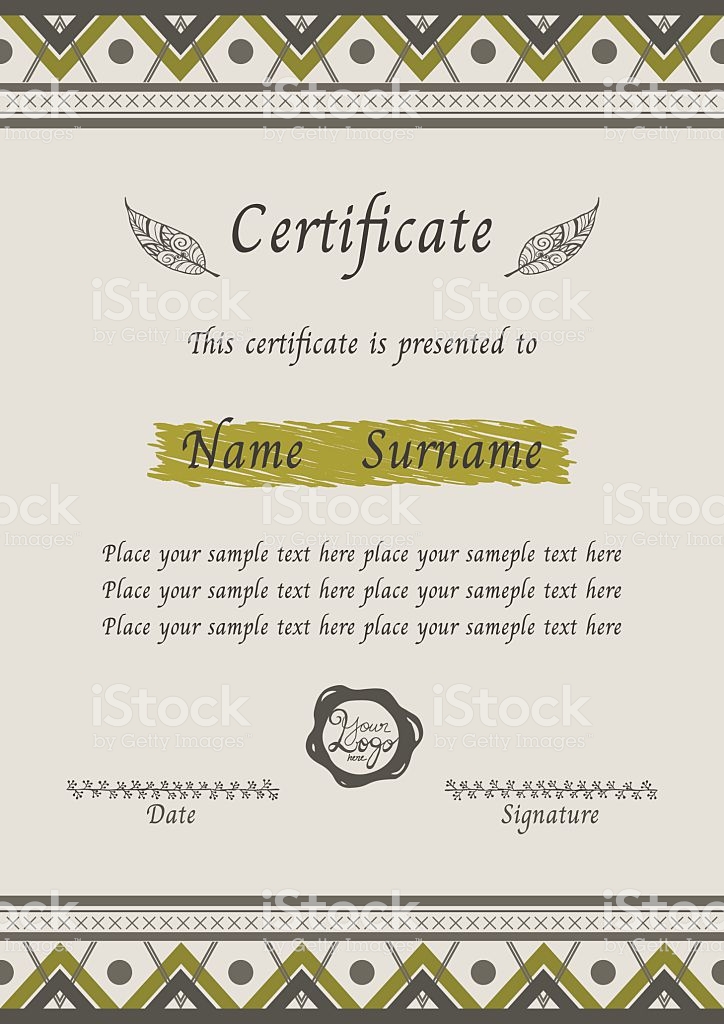 Certificate
This certificate is presented to
Name Surname
Place your sample text here place your sameple text here
Place your sample text here place your sameple text here
Place your sample text here place your sameple text here
Your
Logo
here
Date
Signature
iStock
by Getty Images™